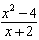 x² − 4
x + 2